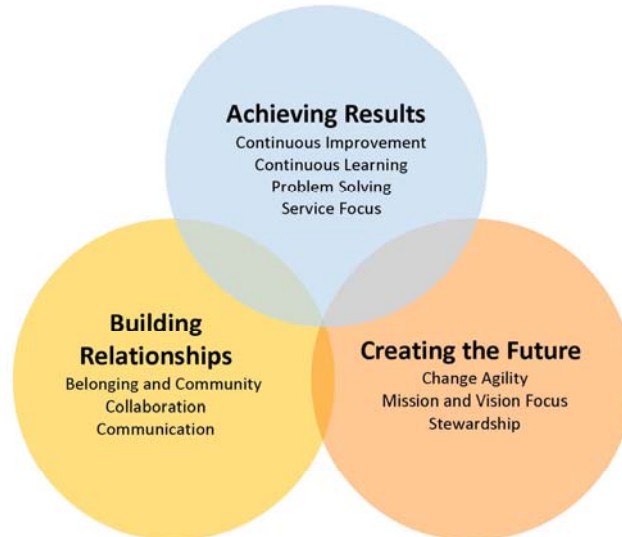 Achieving Results
Continuous Improvement
Continuous Learning
Problem Solving
Service Focus
Building
Relationships
Belonging and Community
Collaboration
Communication
Creating the Future
Change Agility
Mission and Vision Focus
Stewardship